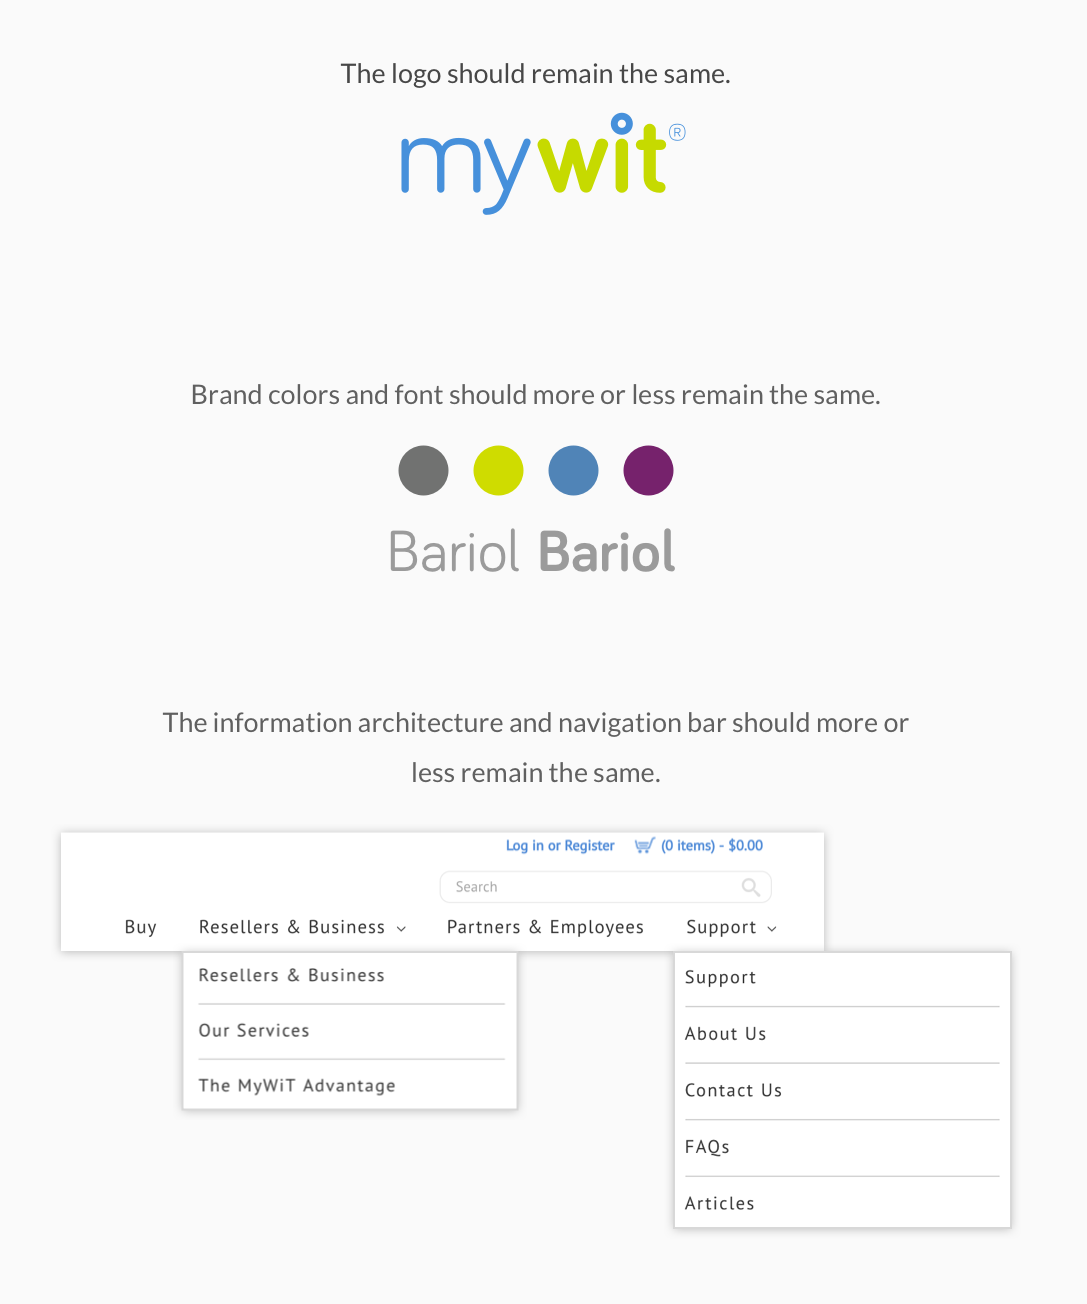 The logo should remain the same.
mywit®
Brand colors and font should more or less remain the same.
Bariol Bariol
The information architecture and navigation bar should more or
less remain the same.
Log in or Register (0 items) - $0.00
Search
Buy Resellers & Business Partners & Employees Support
Resellers & Business
Our Services
The MyWiT Advantage
Support
About Us
Contact Us
FAQs
Articles